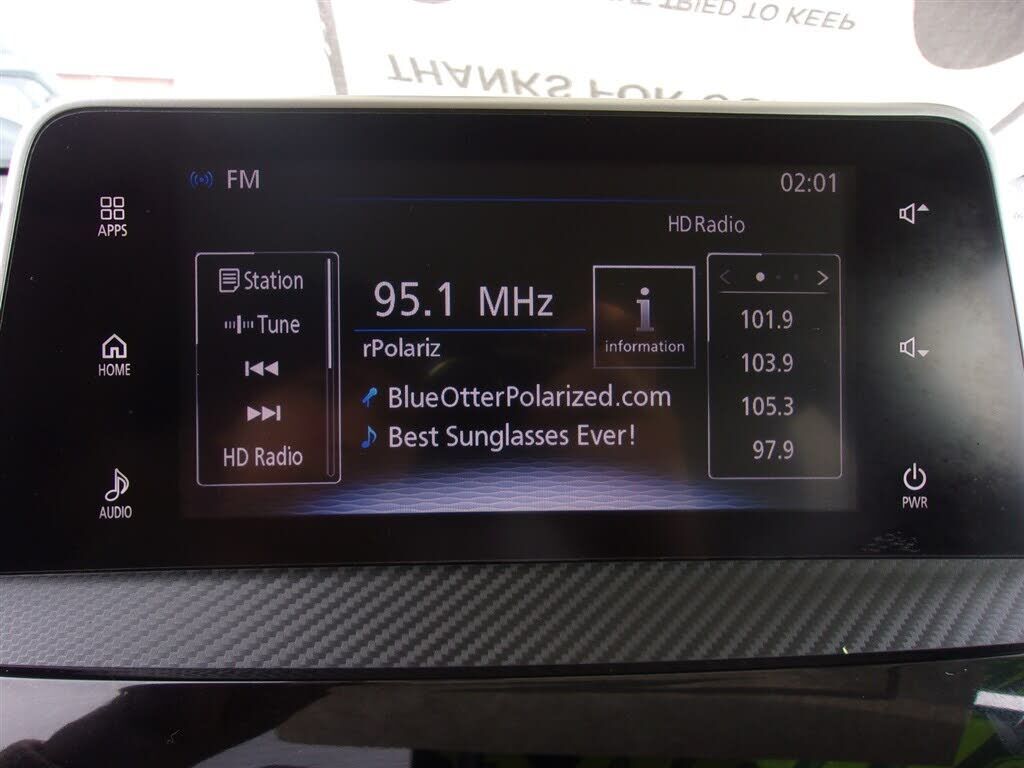 TRIED TO KEEP
THANKS FOR
FM
02:01
HD Radio
APPS
HOME
AUDIO
Station
Tune
HD Radio
95.1 MHz
rPolariz
BlueOtterPolarized.com
Best Sunglasses Ever!
i
information
101.9
103.9
105.3
97.9
PWR